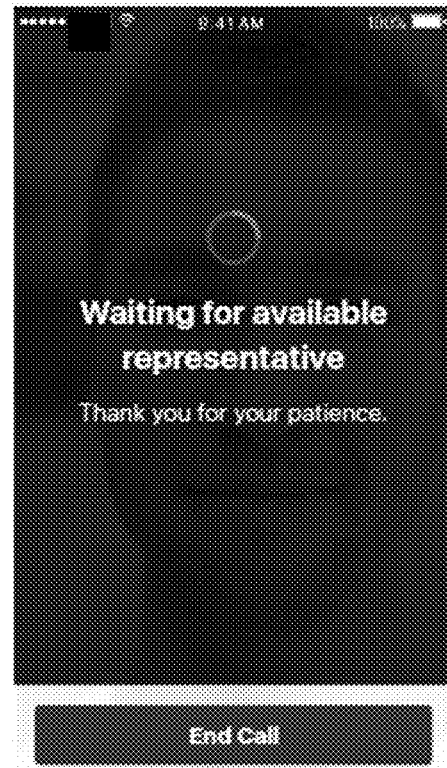 9:41 AM 100%
Waiting for available
representative
Thank you for your patience.
End Call